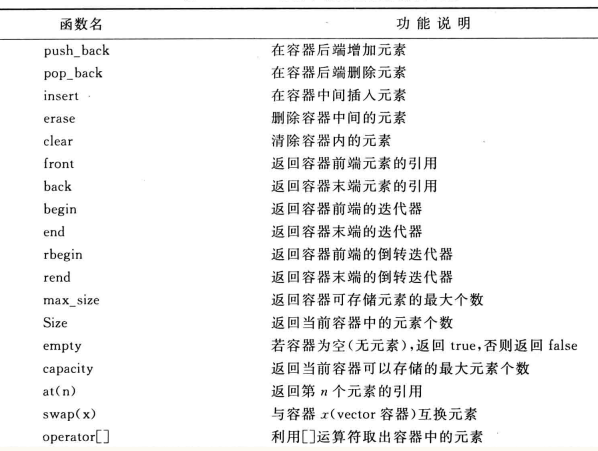 函数名 功能说明
push_back 在容器后端增加元素
pop_back 在容器后端删除元素
insert 在容器中间插入元素
erase 删除容器中间的元素
clear 清除容器内的元素
front 返回容器前端元素的引用
back 返回容器末端元素的引用
begin 返回容器前端的迭代器
end 返回容器末端的迭代器
rbegin 返回容器前端的倒转迭代器
rend 返回容器末端的倒转迭代器
max_size 返回容器可存储元素的最大个数
Size 返回当前容器中的元素个数
empty 若容器为空(无元素),返回 true,否则返回 false
capacity 返回当前容器可以存储的最大元素个数
at(n) 返回第 n 个元素的引用
swap(x) 与容器 x(vector 容器)互换元素
operator[] 利用[]运算符取出容器中的元素